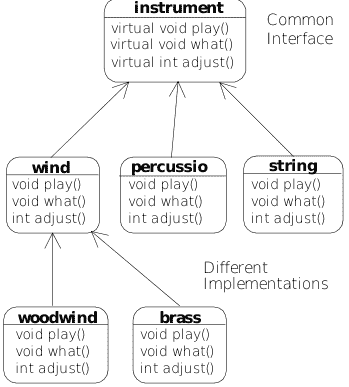 instrument
virtual void play()
virtual void what()
virtual int adjust()
Common
Interface
wind
void play()
void what()
int adjust()
percussio
void play()
void what()
int adjust()
string
void play()
void what()
int adjust()
Different
Implementations
woodwind
void play()
void what()
int adjust()
brass
void play()
void what()
int adjust()